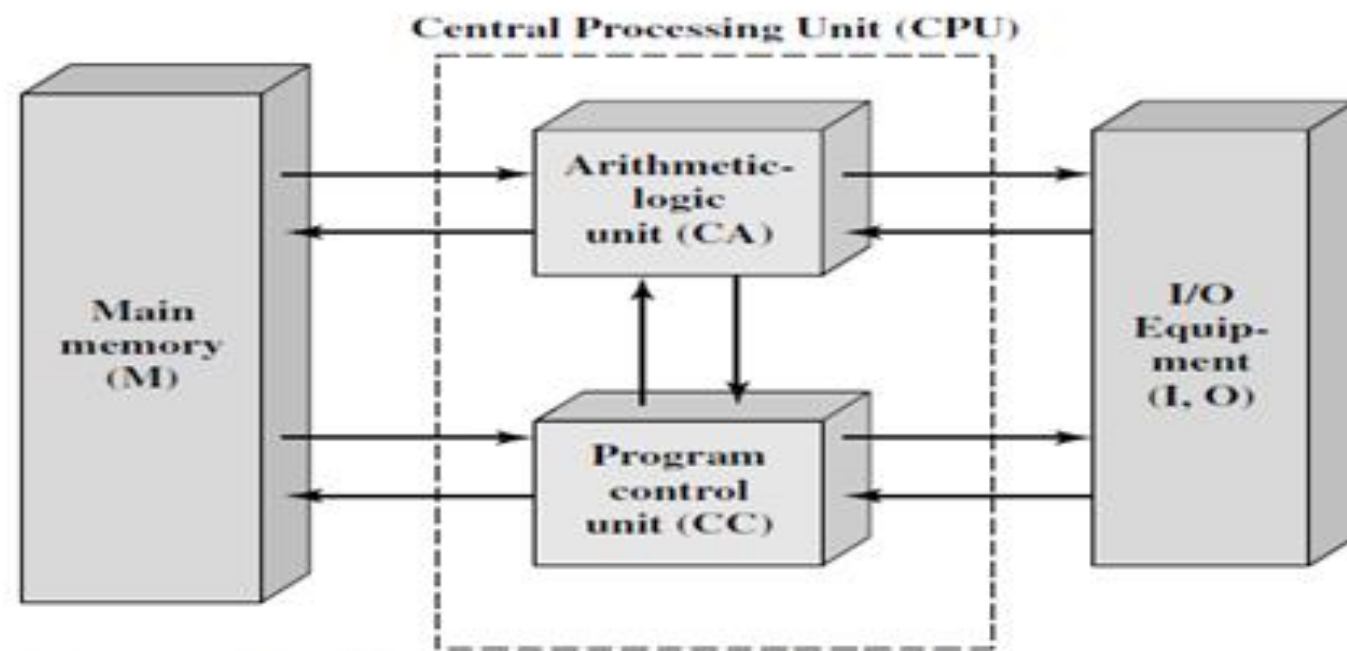 Central Processing Unit (CPU)
Arithmetic-
logic
unit (CA)
Main
memory
(M)
I/O
Equip-
ment
(I, O)
Program
control
unit (CC)